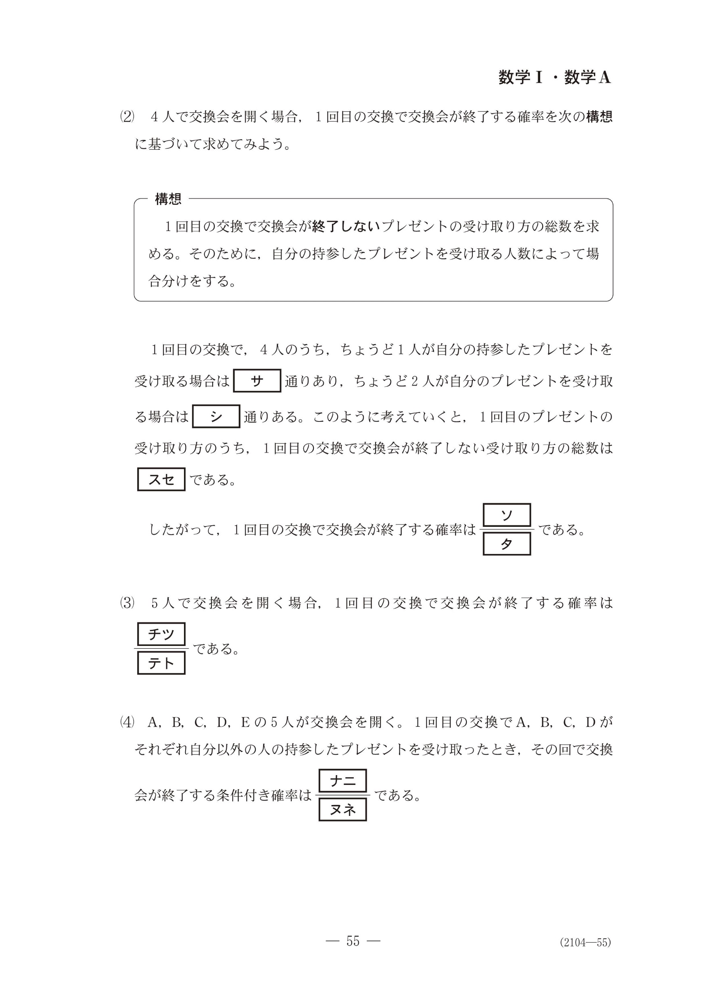 数学Ⅰ・数学A
⑵ 4人で交換会を開く場合，1回目の交換で交換会が終了する確率を次の構想
に基づいて求めてみよう。
構想
1回目の交換で交換会が終了しないプレゼントの受け取り方の総数を求
める。そのために，自分の持参したプレゼントを受け取る人数によって場
合分けをする。
1回目の交換で，4人のうち，ちょうど1人が自分の持参したプレゼントを
受け取る場合は サ 通りあり，ちょうど2人が自分のプレゼントを受け取
る場合は シ 通りある。このように考えていくと，1回目のプレゼントの
受け取り方のうち，1回目の交換で交換会が終了しない受け取り方の総数は
スセ である。
ソ
したがって，1回目の交換で交換会が終了する確率は である。
タ
⑶ 5人で交換会を開く場合，1回目の交換で交換会が終了する確率は
チツ
である。
テト
⑷ A，B，C，D，Eの5人が交換会を開く。1回目の交換でA，B，C，Dが
それぞれ自分以外の人の持参したプレゼントを受け取ったとき，その回で交換
ナニ
会が終了する条件付き確率は である。
ヌネ
― 55 ―
(2104―55)